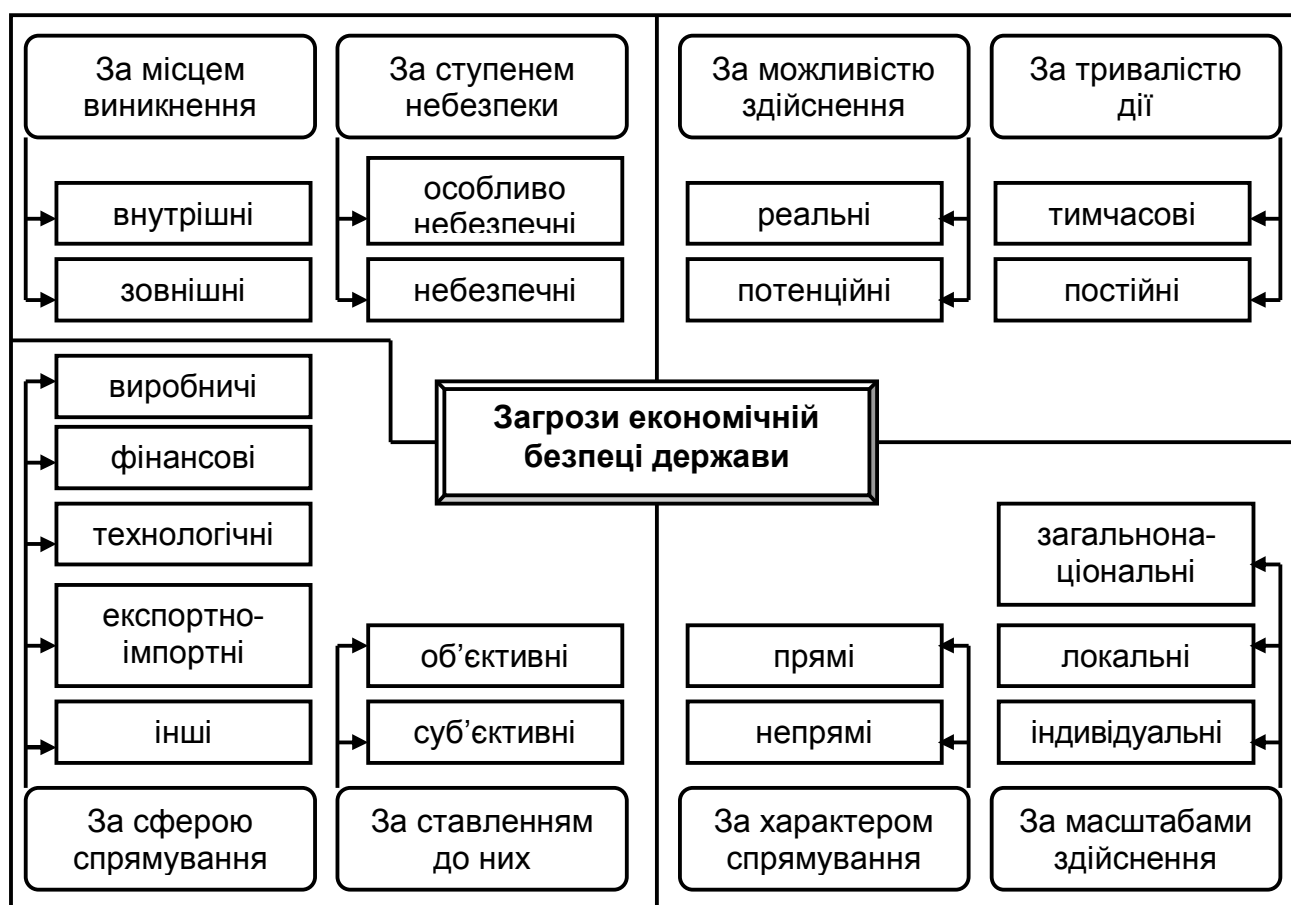 За місцем
виникнення
внутрішні
зовнішні
За ступенем
небезпеки
особливо
небезпечні
небезпечні
За можливістю
здійснення
реальні
потенційні
За тривалістю
дії
тимчасові
постійні
Загрози економічній
безпеці держави
виробничі
фінансові
технологічні
експортно-
імпортні
інші
За сферою
спрямування
об’єктивні
суб’єктивні
За ставленням
до них
прямі
непрямі
За характером
спрямування
загальнона-
ціональні
локальні
індивідуальні
За масштабами
здійснення